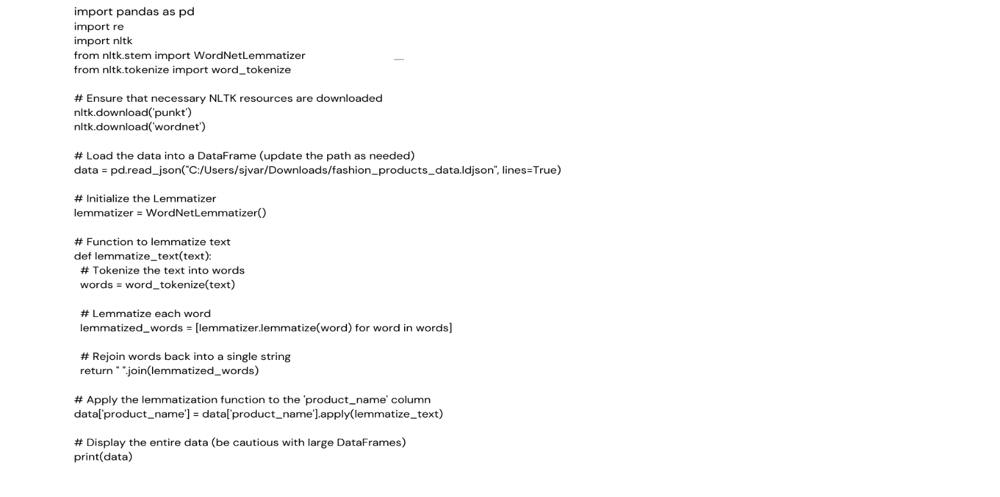 import pandas as pd
import re
import nltk
from nltk.stem import WordNetLemmatizer
from nltk.tokenize import word_tokenize
# Ensure that necessary NLTK resources are downloaded
nltk.download('punkt')
nltk.download('wordnet')
# Load the data into a DataFrame (update the path as needed)
data = pd.read_json("C:/Users/sjvar/Downloads/fashion_products_data.ldjson", lines=True)
# Initialize the Lemmatizer
lemmatizer = WordNetLemmatizer()
# Function to lemmatize text
def lemmatize_text(text):
  # Tokenize the text into words
  words = word_tokenize(text)
  # Lemmatize each word
  lemmatized_words = [lemmatizer.lemmatize(word) for word in words]
  # Rejoin words back into a single string
  return " ".join(lemmatized_words)
# Apply the lemmatization function to the 'product_name' column
data['product_name'] = data['product_name'].apply(lemmatize_text)
# Display the entire data (be cautious with large DataFrames)
print(data)